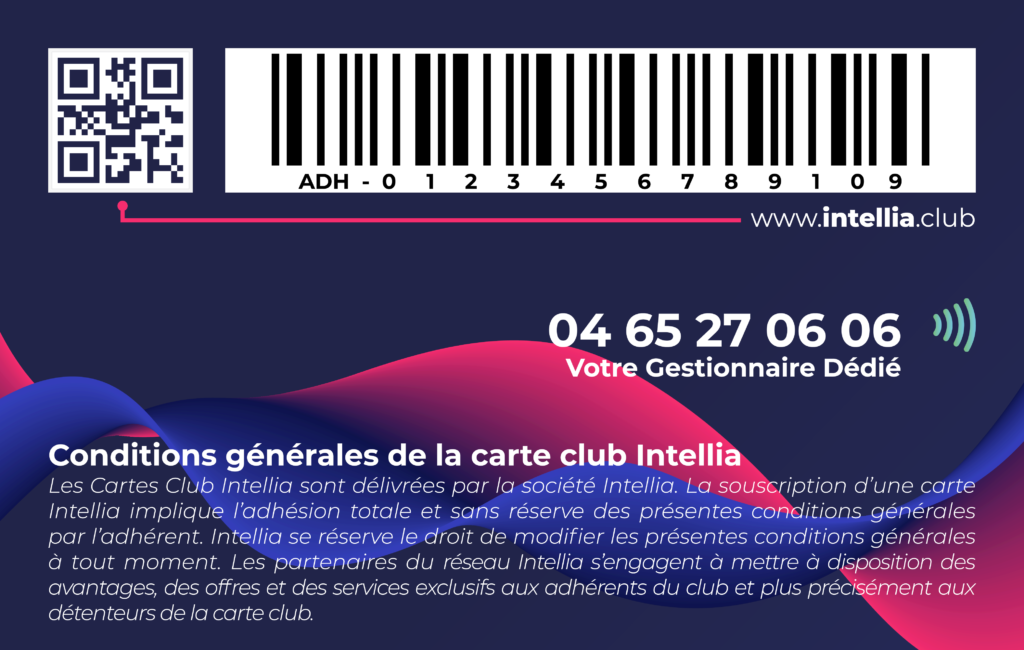 ADH - 0 1 2 3 4 5 6 7 8 9 1 0 9
www.intellia.club
04 65 27 06 06
Votre Gestionnaire Dédié
Conditions générales de la carte club Intellia
Les Cartes Club Intellia sont délivrées par la société Intellia. La souscription d’une carte
Intellia implique l’adhésion totale et sans réserve des présentes conditions générales
par l’adhérent. Intellia se réserve le droit de modifier les présentes conditions générales
à tout moment. Les partenaires du réseau Intellia s’engagent à mettre à disposition des
avantages, des offres et des services exclusifs aux adhérents du club et plus précisément aux
détenteurs de la carte club.